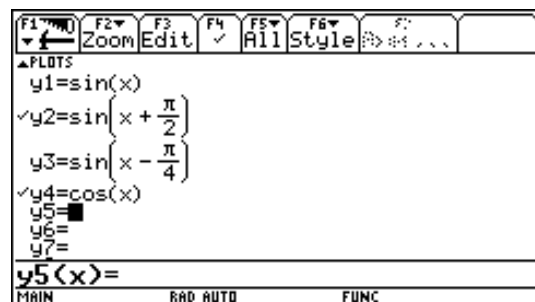 F1 F2 Zoom F3 Edit F4 ✓ F5 All F6 Style
▲PLOTS
y1=sin(x)
✓y2=sin(x + π/2)
y3=sin(x - π/4)
✓y4=cos(x)
y5=
y6=
y7=
y5(x)=
MAIN RAD AUTO FUNC